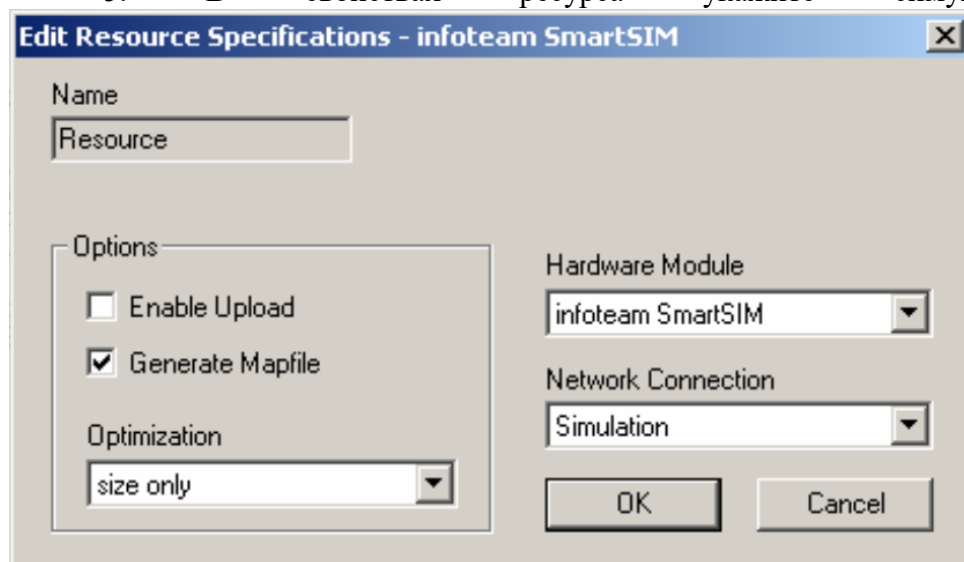 Edit Resource Specifications - infoteam SmartSIM
Name
Resource
Options
Enable Upload
Generate Mapfile
Optimization
size only
Hardware Module
infoteam SmartSIM
Network Connection
Simulation
OK
Cancel